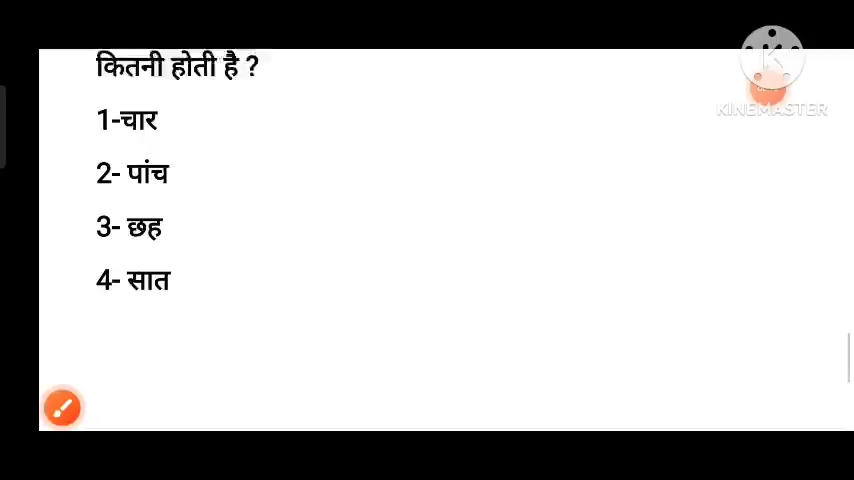 कितनी होती है ?
1-चार
2- पांच
3- छह
4- सात
KINEMASTER